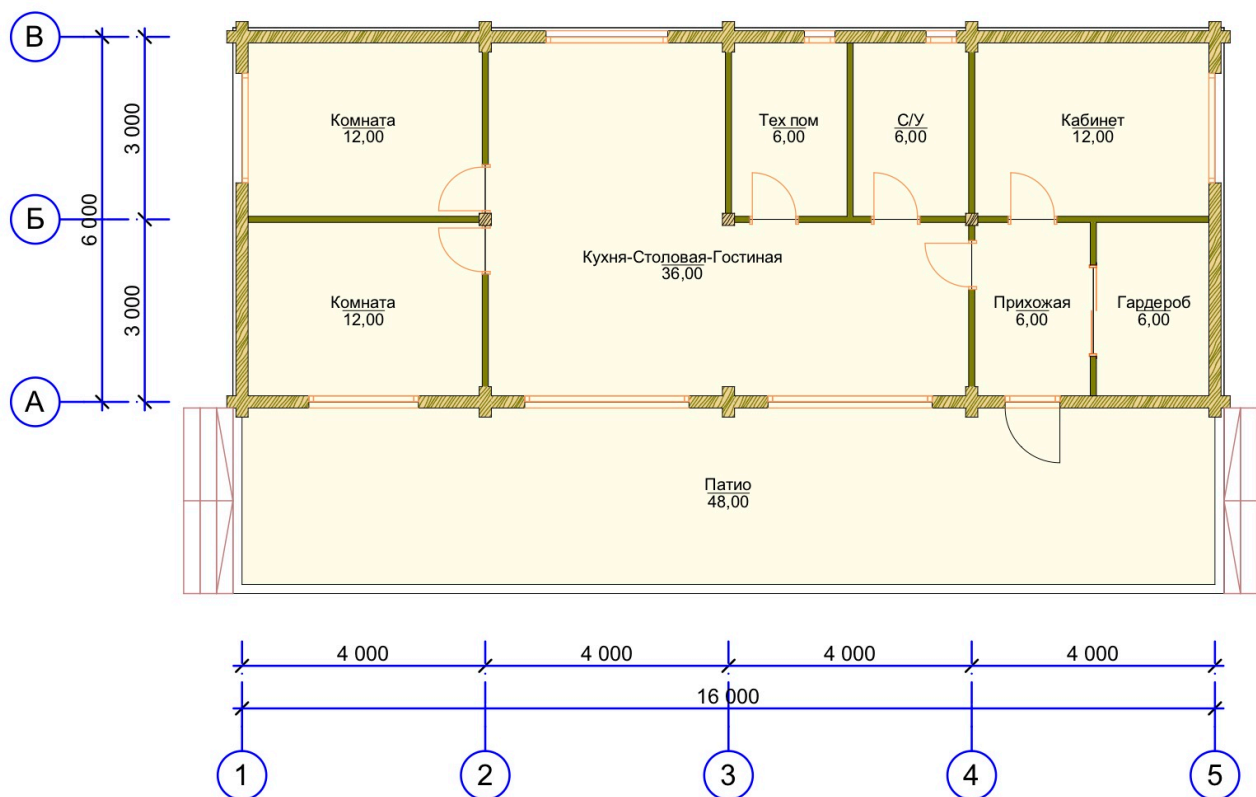 В
Б
А
3 000
6 000
3 000
Комната
12,00
Тех пом
6,00
С/У
6,00
Кабинет
12,00
Кухня-Столовая-Гостиная
36,00
Комната
12,00
Прихожая
6,00
Гардероб
6,00
Патио
48,00
4 000
4 000
4 000
4 000
16 000
1
2
3
4
5